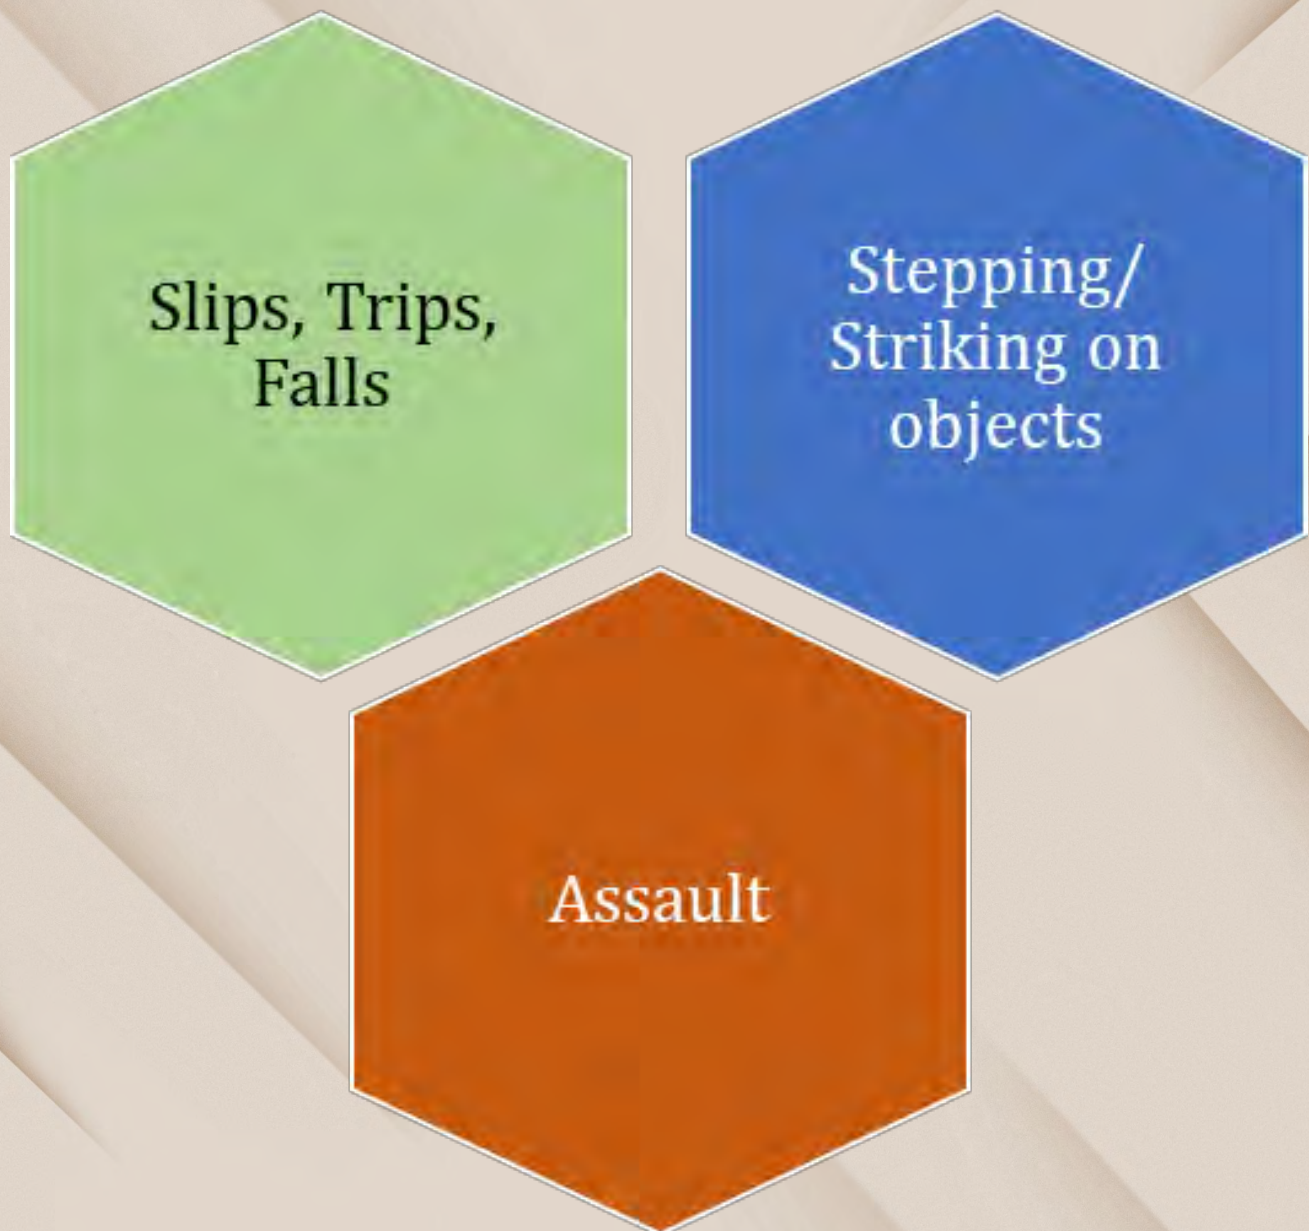 Slips, Trips,
Falls
Stepping/
Striking on
objects
Assault